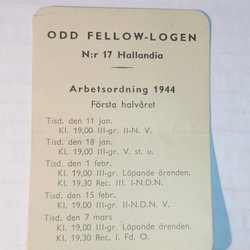 ODD FELLOW-LOGEN
N:r 17 Hallandia
Arbetsordning 1944
Första halvåret
Tisd. den 11 jan.
Kl. 19,00 III-gr. II-N. V.
Tisd. den 18 jan.
Kl. 19,00 III-gr. V. st. u.
Tisd. den 1 febr.
Kl. 19,00 III-gr. Löpande ärenden.
Kl. 19,30 Rec. III. I-N.D.N.
Tisd. den 15 febr.
Kl. 19,00 III-gr. II-N.D.N. V.
Tisd. den 7 mars
Kl. 19,00 III-gr. Löpande ärenden.
Kl. 19,30 Rec. I. Fd O.